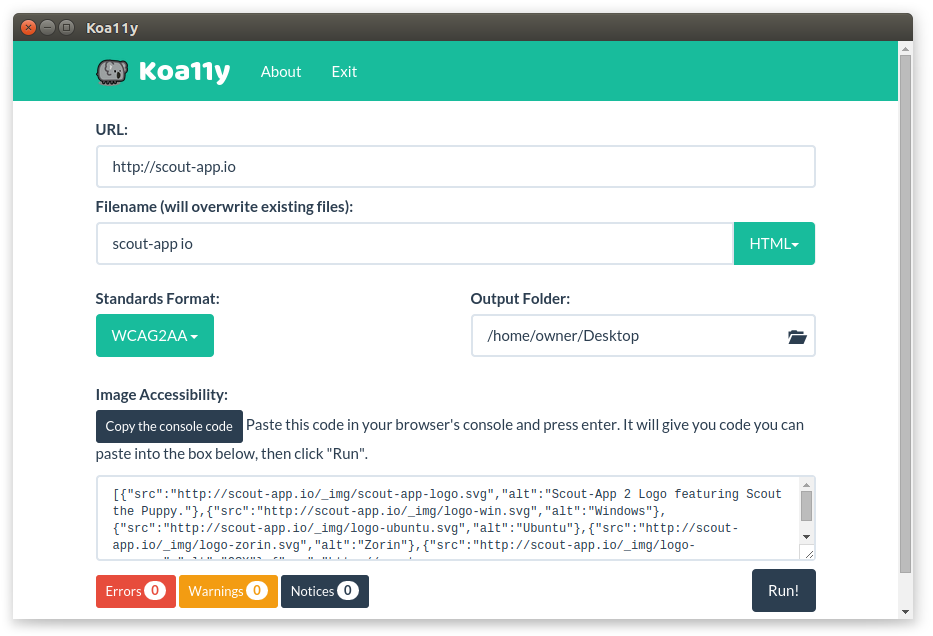 Koa11y
Koa11y About Exit
URL:
http://scout-app.io
Filename (will overwrite existing files):
scout-app io HTML
Standards Format: Output Folder:
WCAG2AA /home/owner/Desktop
Image Accessibility:
Copy the console code Paste this code in your browser's console and press enter. It will give you code you can
paste into the box below, then click "Run".
[{"src":"http://scout-app.io/_img/scout-app-logo.svg","alt":"Scout-App 2 Logo featuring Scout
the Puppy."},{"src":"http://scout-app.io/_img/logo-win.svg","alt":"Windows"},
{"src":"http://scout-app.io/_img/logo-ubuntu.svg","alt":"Ubuntu"},{"src":"http://scout-
app.io/_img/logo-zorin.svg","alt":"Zorin"},{"src":"http://scout-app.io/_img/logo-
Errors 0 Warnings 0 Notices 0 Run!